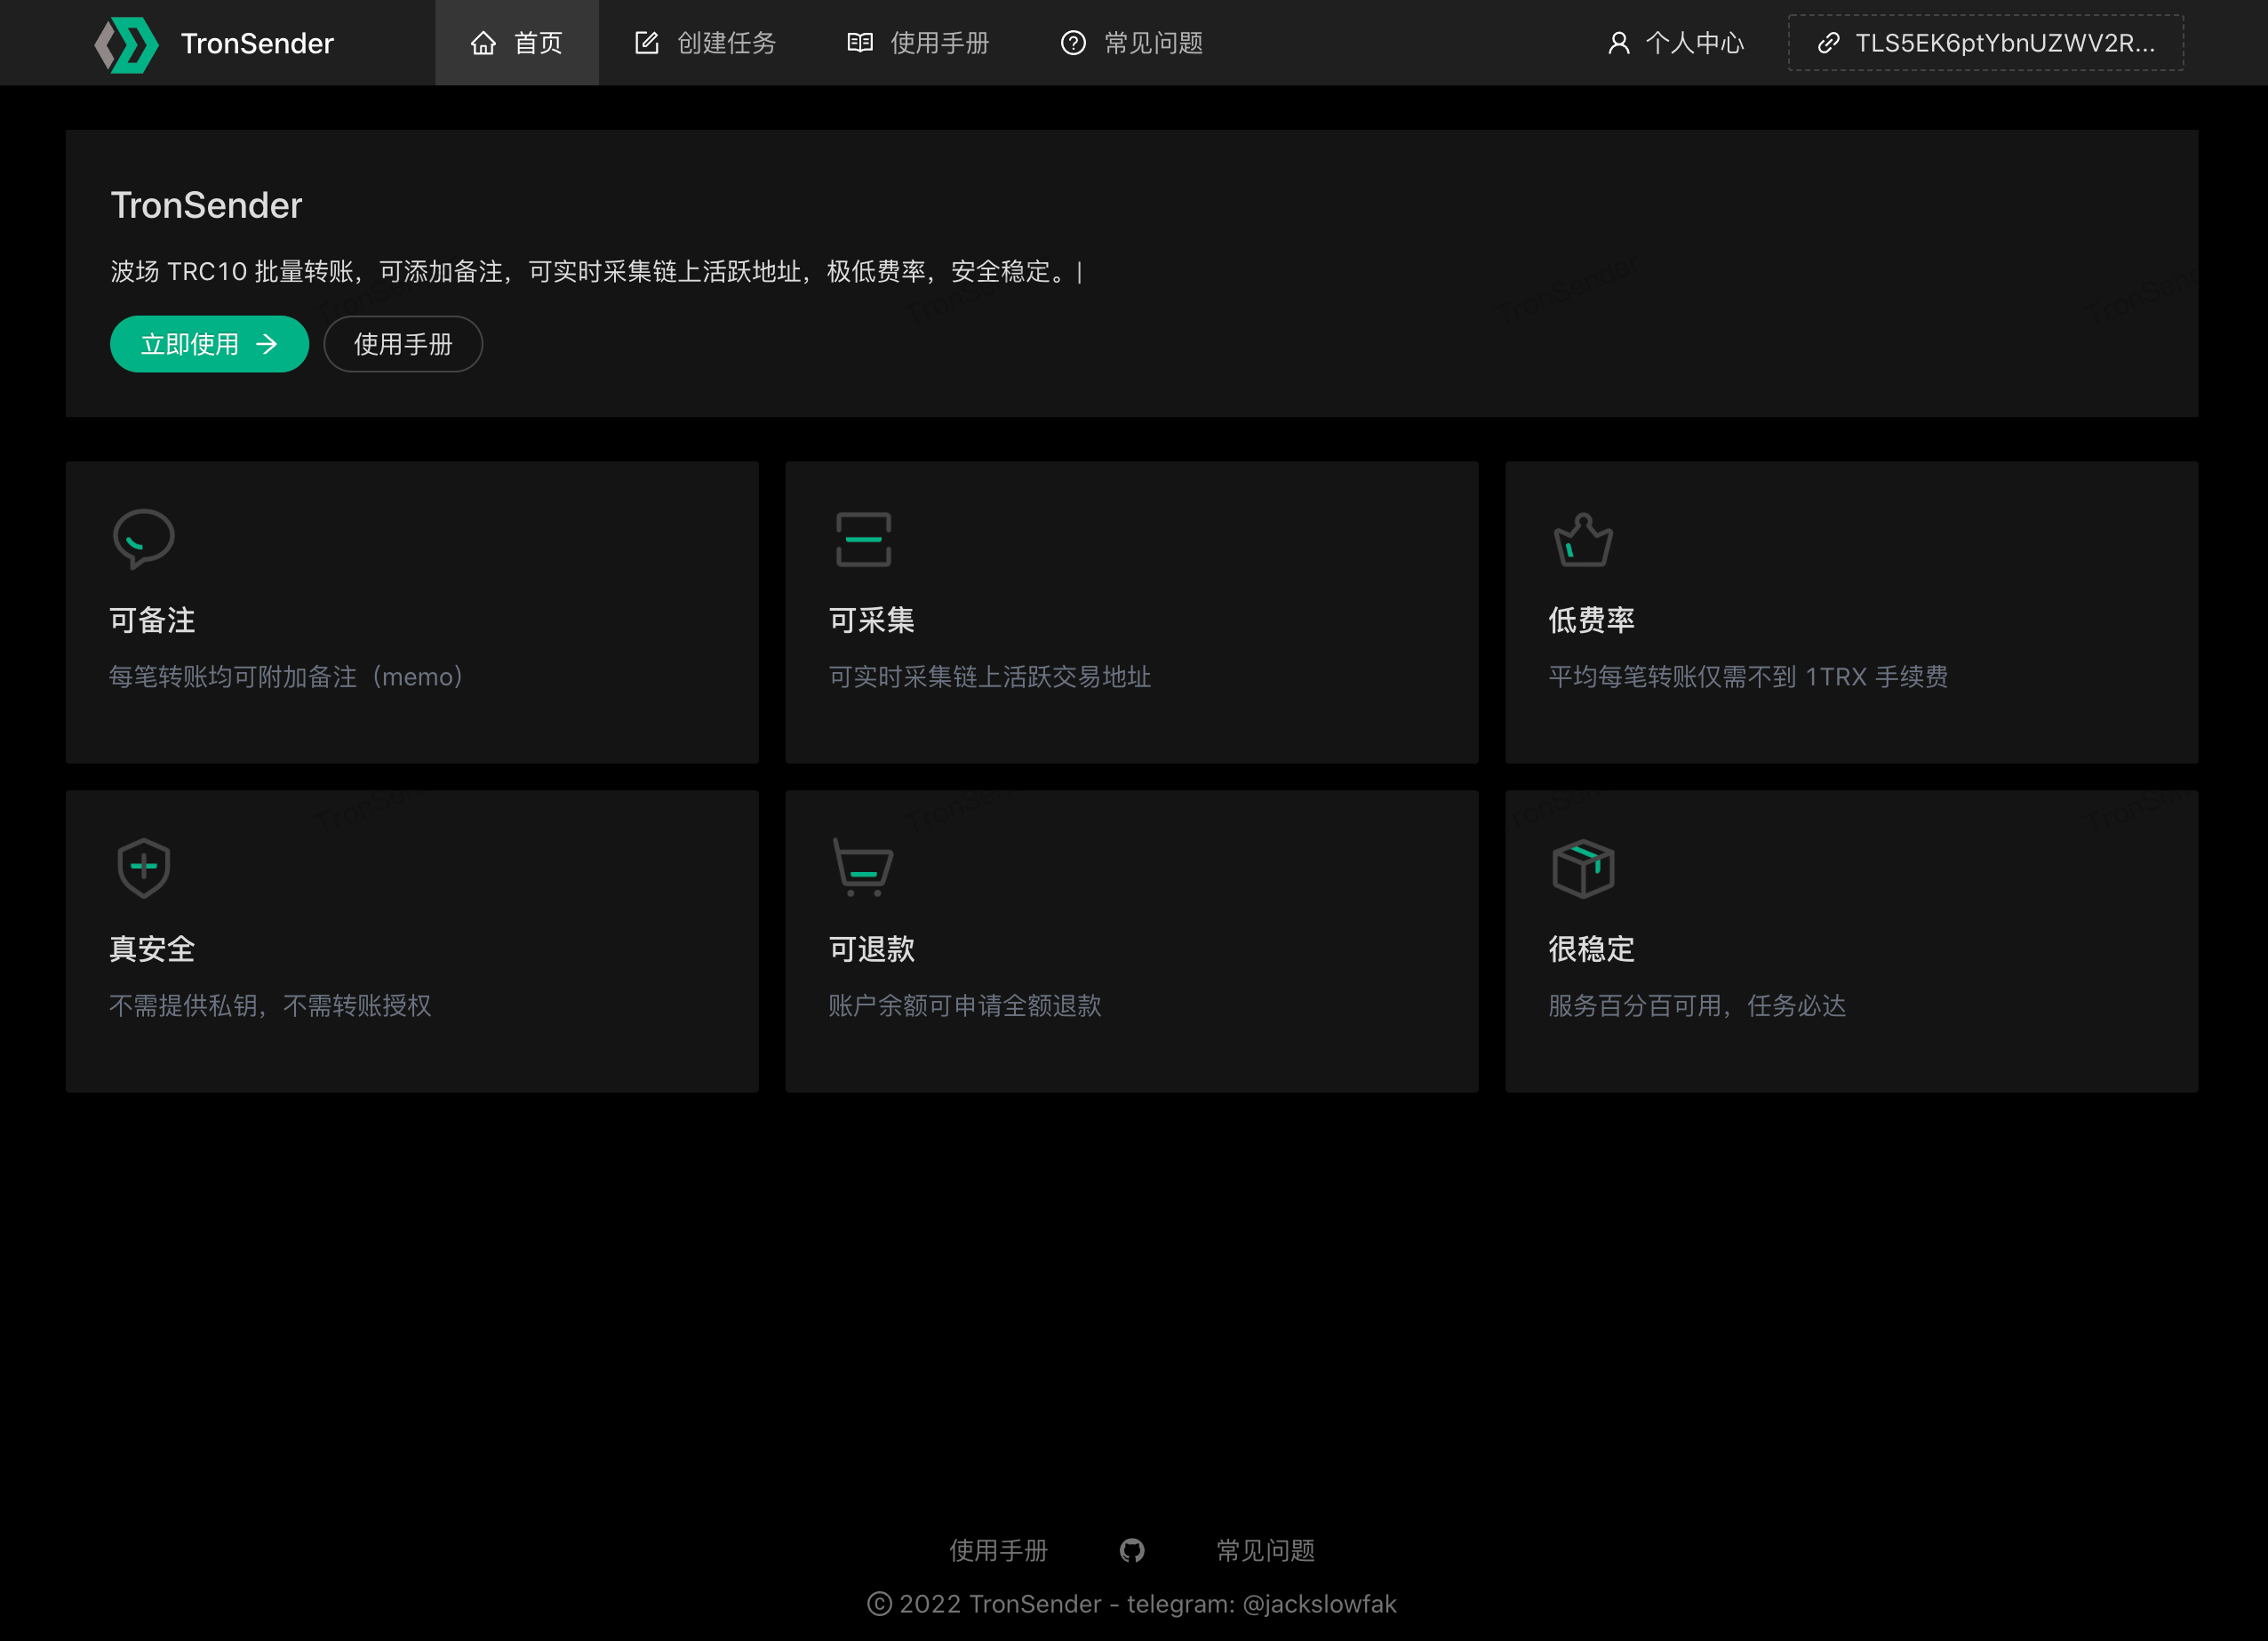 TronSender
首页
创建任务
使用手册
常见问题
个人中心
TLS5EK6ptYbnUZWV2R...
TronSender
波场 TRC10 批量转账，可添加备注，可实时采集链上活跃地址，极低费率，安全稳定。|
立即使用
使用手册
可备注
每笔转账均可附加备注（memo）
可采集
可实时采集链上活跃交易地址
低费率
平均每笔转账仅需不到 1TRX 手续费
真安全
不需提供私钥，不需转账授权
可退款
账户余额可申请全额退款
很稳定
服务百分百可用，任务必达
使用手册
常见问题
© 2022 TronSender - telegram: @jackslowfak